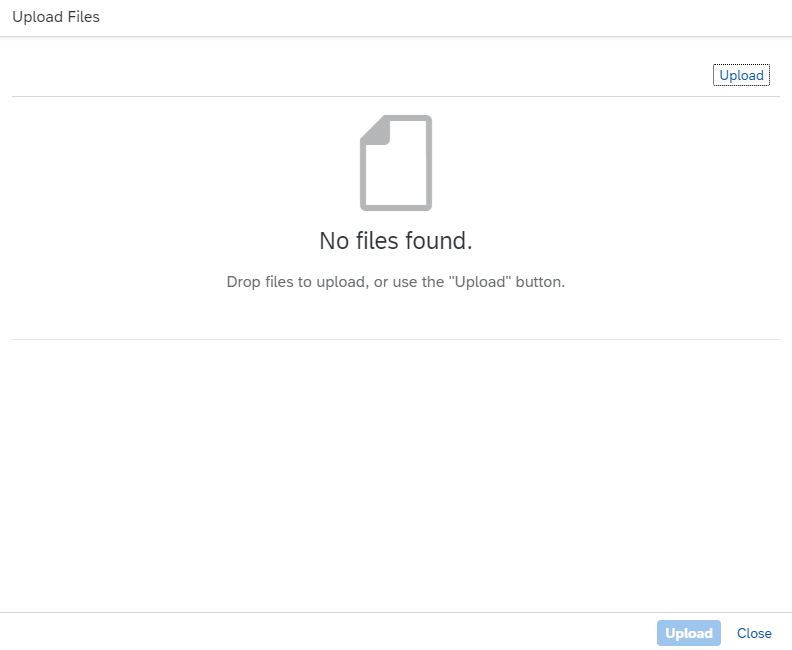 Upload Files
Upload
No files found.
Drop files to upload, or use the "Upload" button.
Upload Close